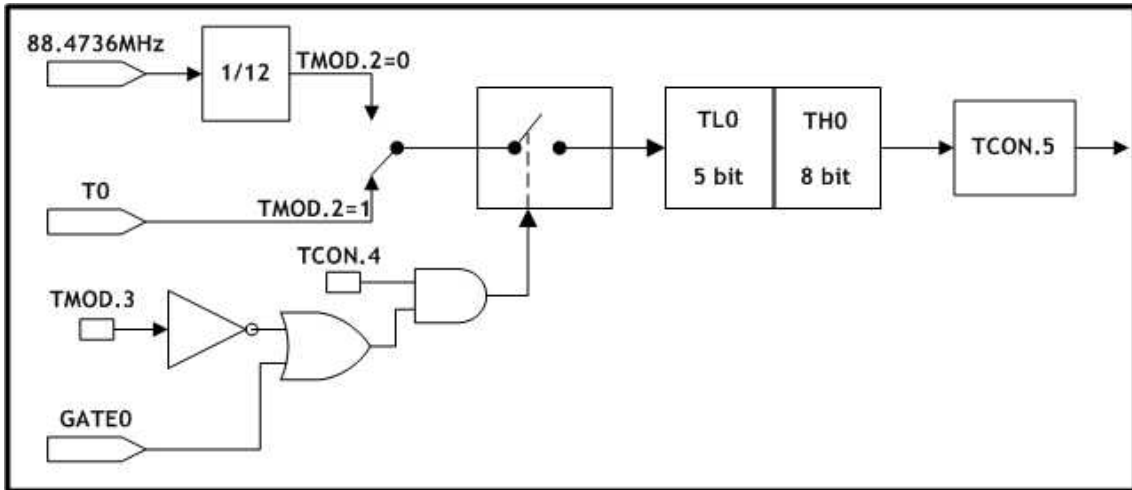 88.4736MHz
1/12
TMOD.2=0
TL0
5 bit
TH0
8 bit
TCON.5
T0
TMOD.2=1
TCON.4
TMOD.3
GATE0